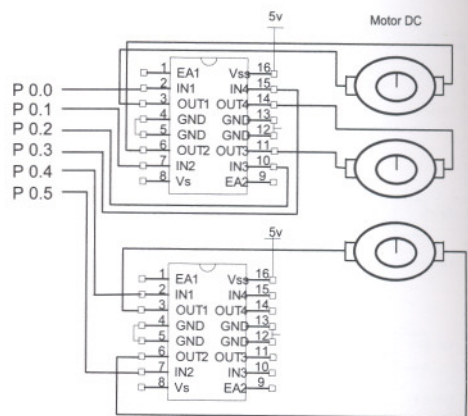 5v
Motor DC
1 EA1 Vss 16
2 IN1 IN4 15
3 OUT1 OUT4 14
4 GND GND 13
5 GND GND 12
6 OUT2 OUT3 11
7 IN2 IN3 10
8 Vs EA2 9
P 0.0
P 0.1
P 0.2
P 0.3
P 0.4
P 0.5
5v
1 EA1 Vss 16
2 IN1 IN4 15
3 OUT1 OUT4 14
4 GND GND 13
5 GND GND 12
6 OUT2 OUT3 11
7 IN2 IN3 10
8 Vs EA2 9